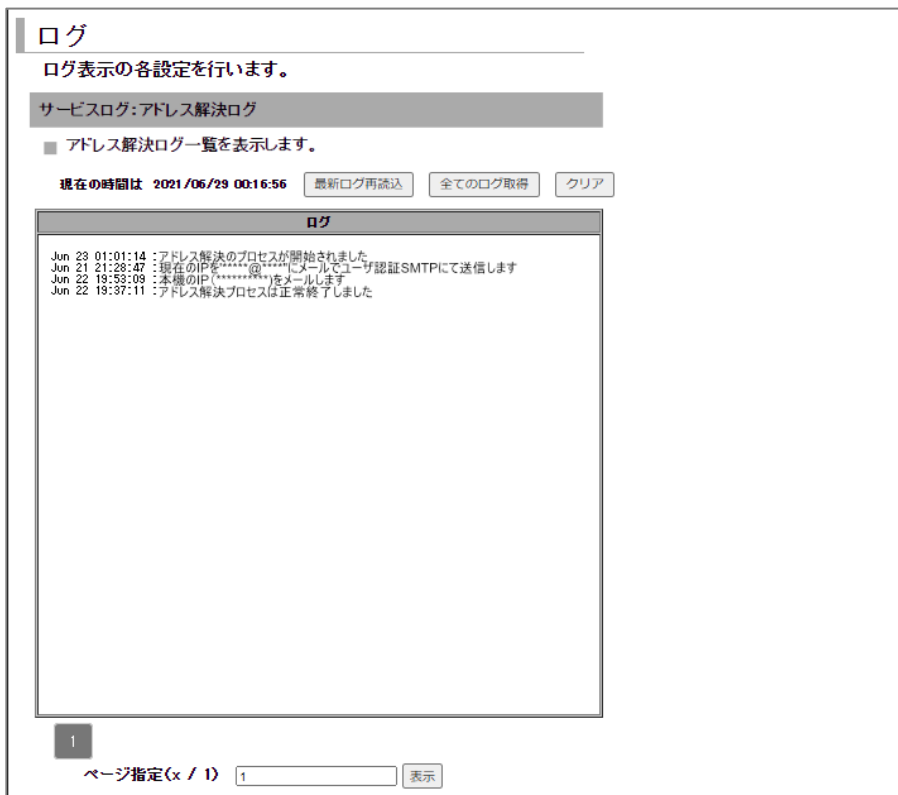 ログ
ログ表示の各設定を行います。
サービスログ:アドレス解決ログ
アドレス解決ログ一覧を表示します。
現在の時間は 2021/06/29 00:16:56 最新ログ再読込 全てのログ取得 クリア
ログ
Jun 23 01:01:14 :アドレス解決のプロセスが開始されました
Jun 21 21:28:47 :現在のIPを"*****@****"にメールでユーザ認証SMTPにて送信します
Jun 22 19:53:09 :本機のIP(**********)をメールします
Jun 22 19:37:11 :アドレス解決プロセスは正常終了しました
1
ページ指定(x / 1) 1 表示